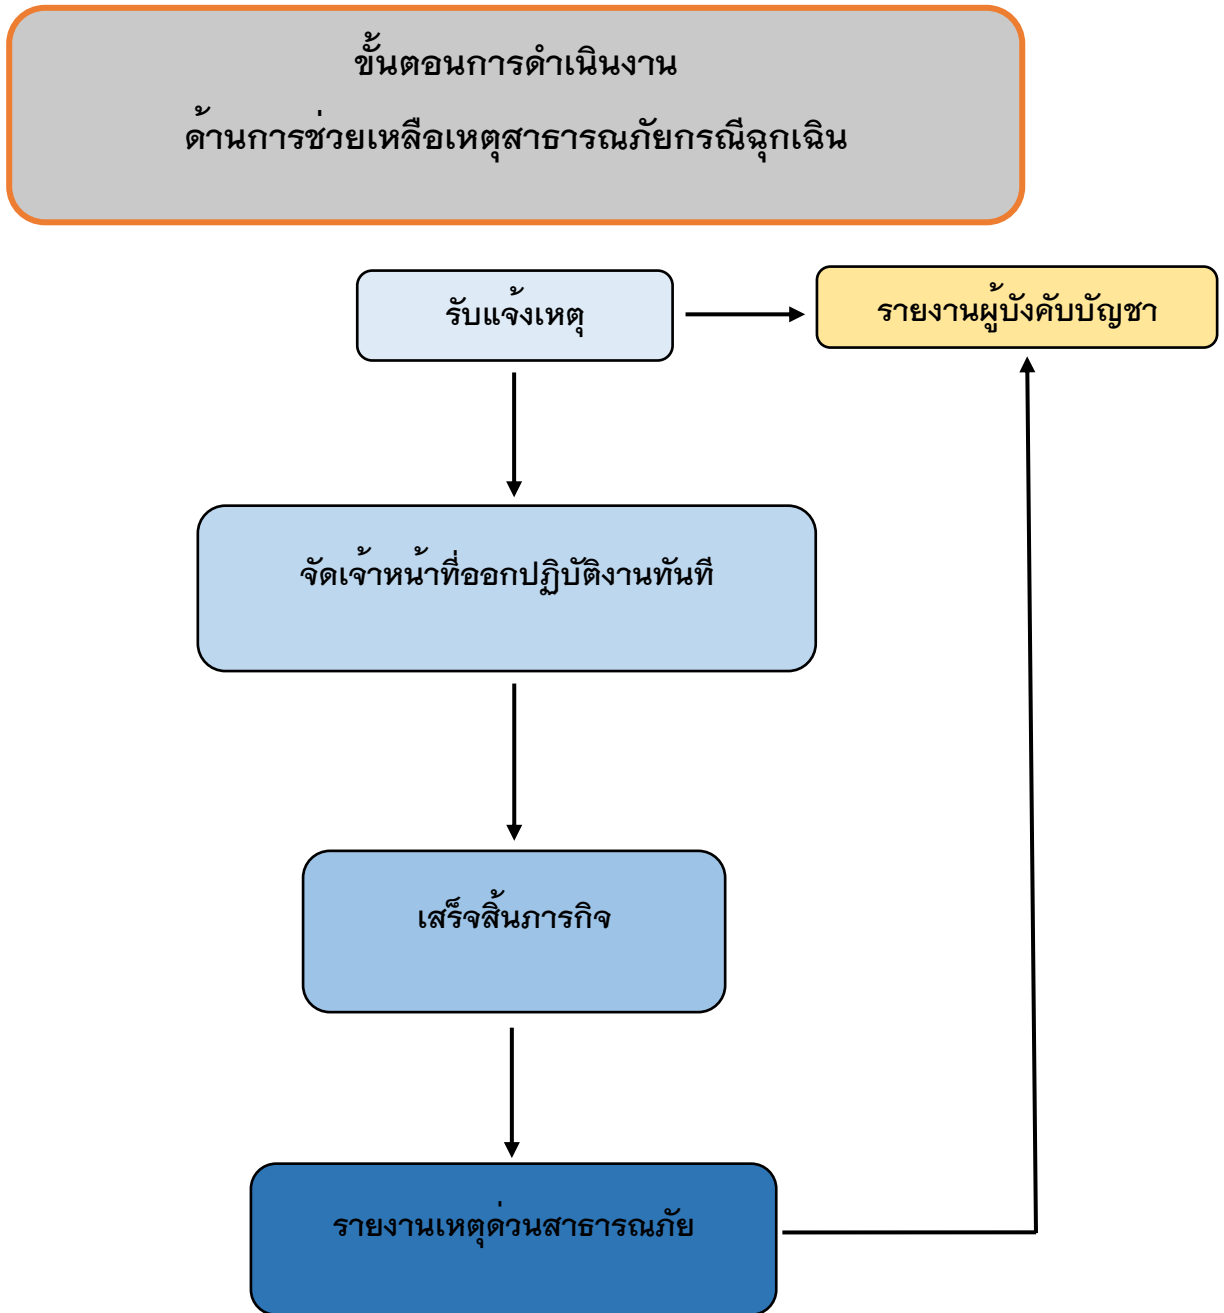 ขั้นตอนการดำเนินงาน
ด้านการช่วยเหลือเหตุสาธารณภัยกรณีฉุกเฉิน
รับแจ้งเหตุ
รายงานผู้บังคับบัญชา
จัดเจ้าหน้าที่ออกปฏิบัติงานทันที
เสร็จสิ้นภารกิจ
รายงานเหตุด่วนสาธารณภัย